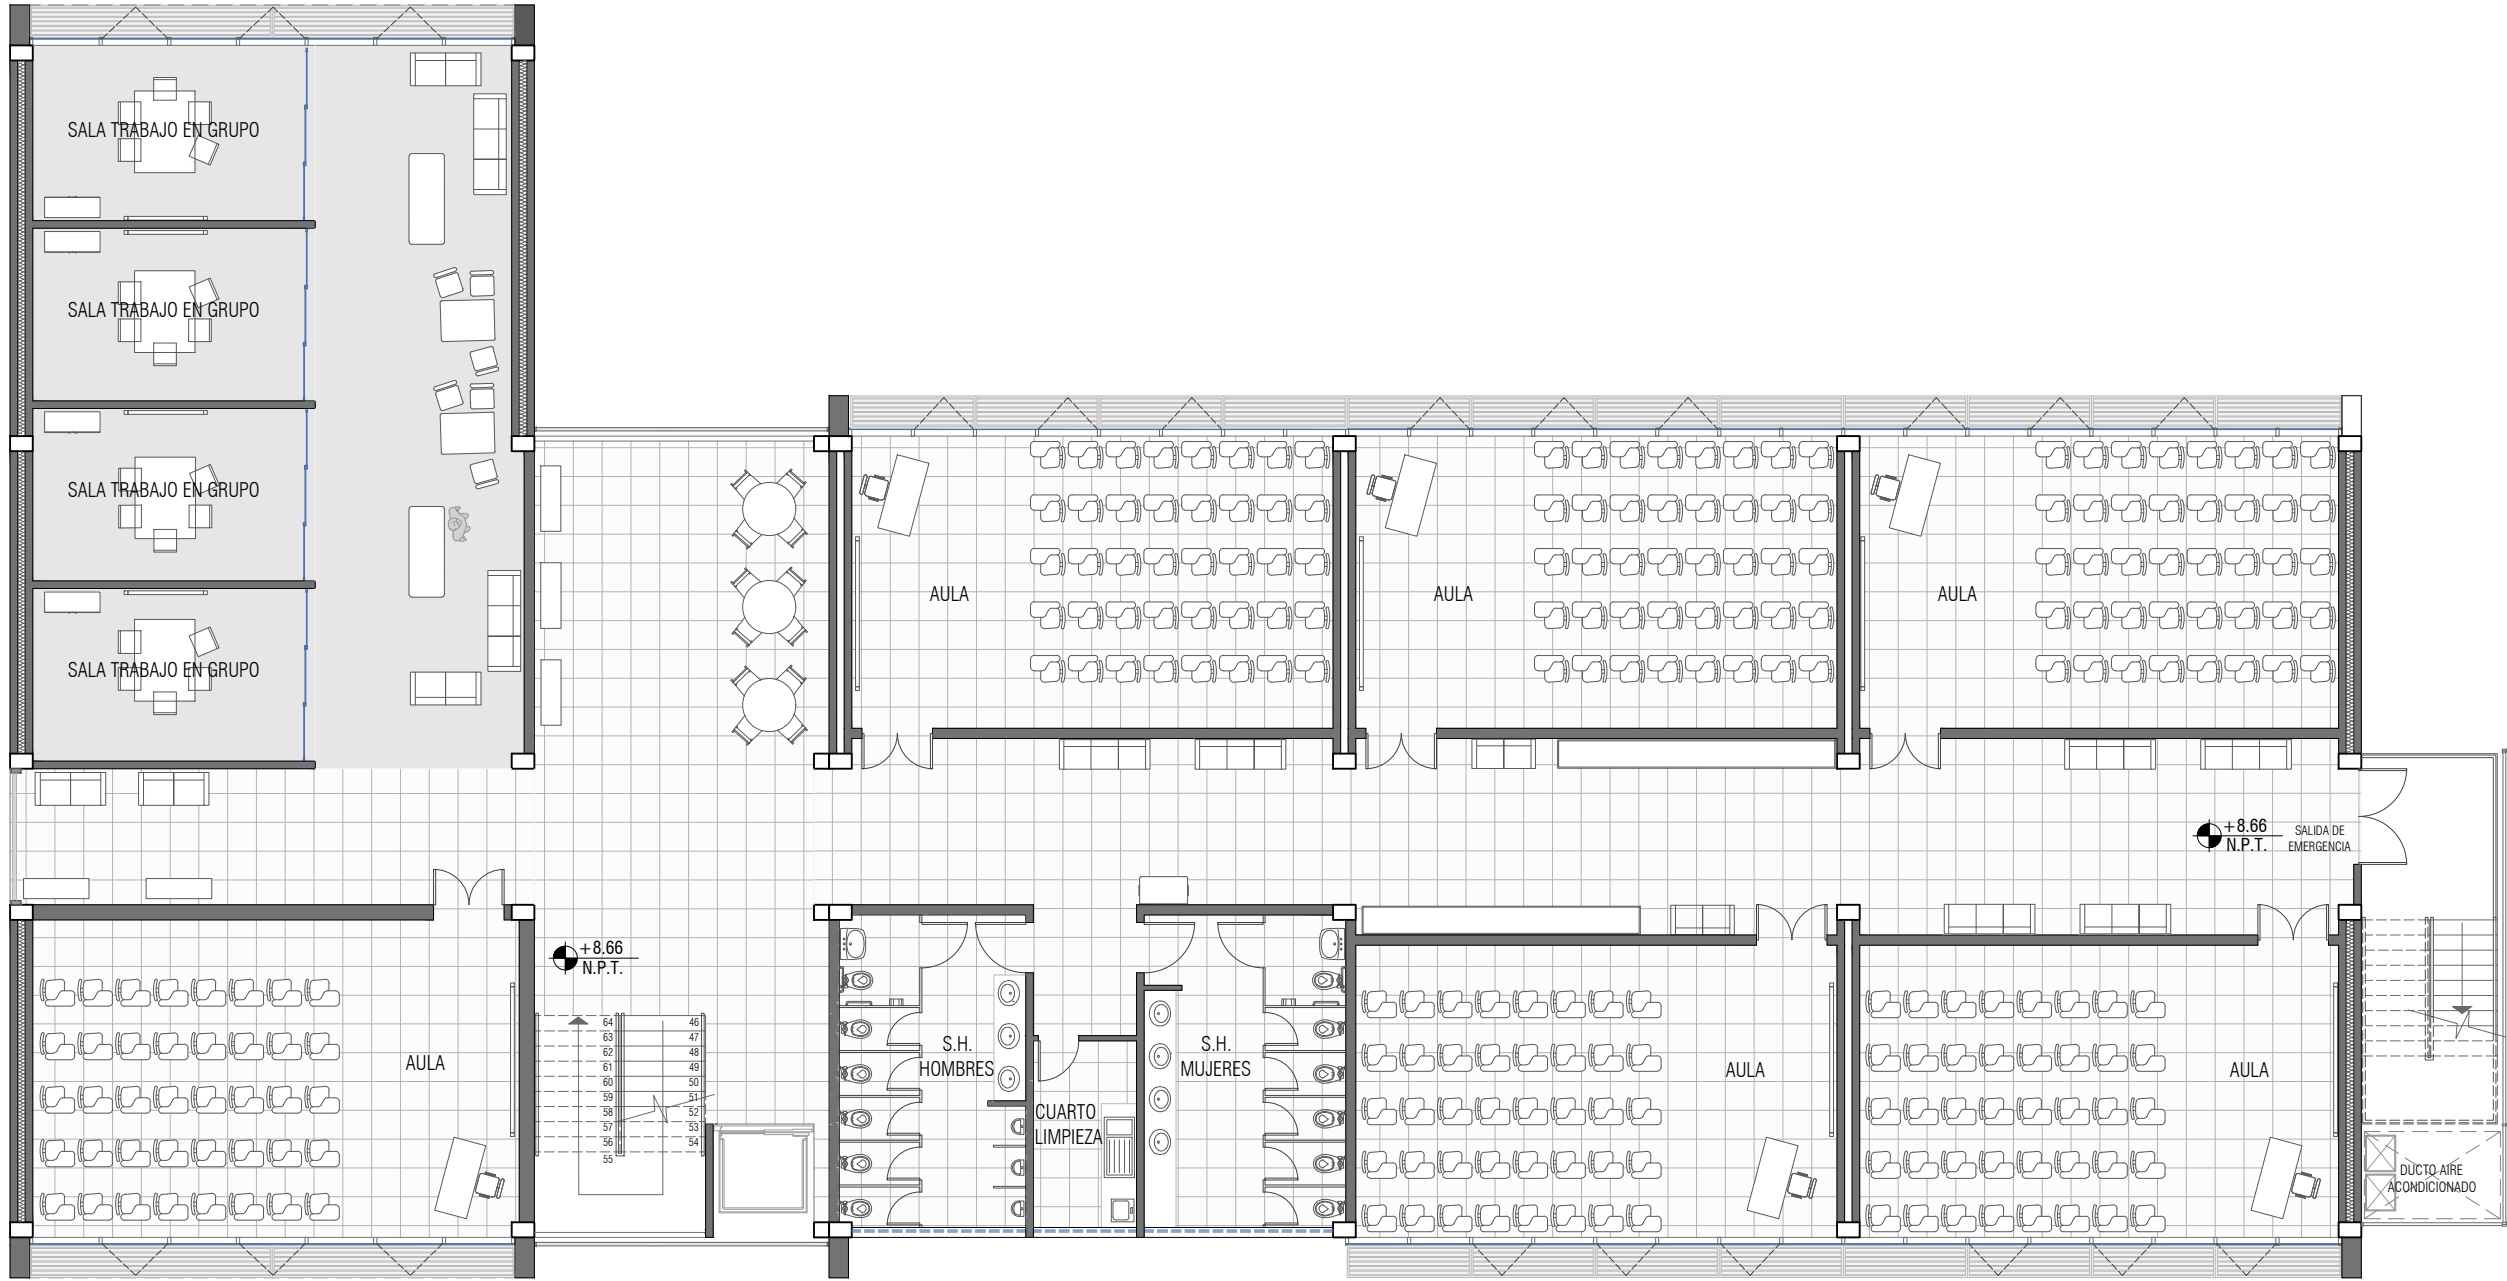 SALA TRABAJO EN GRUPO
SALA TRABAJO EN GRUPO
SALA TRABAJO EN GRUPO
SALA TRABAJO EN GRUPO
AULA
AULA
AULA
+8.66
N.P.T.
SALIDA DE
EMERGENCIA
+8.66
N.P.T.
AULA
64
63
62
61
60
59
58
57
56
55
46
47
48
49
50
51
52
53
54
S.H.
HOMBRES
CUARTO
LIMPIEZA
S.H.
MUJERES
AULA
AULA
DUCTO AIRE
ACONDICIONADO